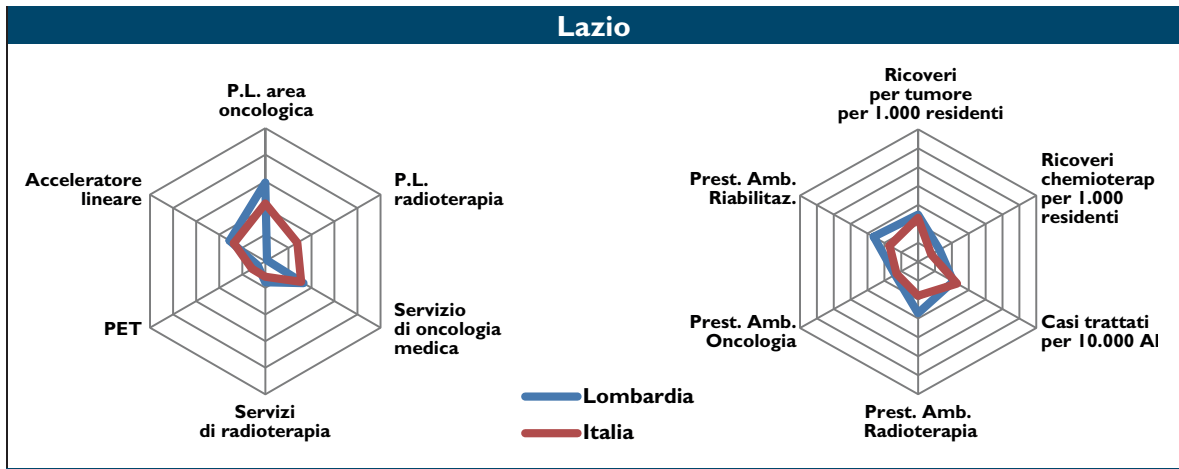 Lazio
P.L. area
oncologica
P.L.
radioterapia
Servizio
di oncologia
medica
Servizi
di radioterapia
PET
Acceleratore
lineare
Ricoveri
per tumore
per 1.000 residenti
Ricoveri
chemioterap
per 1.000
residenti
Casi trattati
per 10.000 Al
Prest. Amb.
Radioterapia
Prest. Amb.
Oncologia
Prest. Amb.
Riabilitaz.
Lombardia
Italia